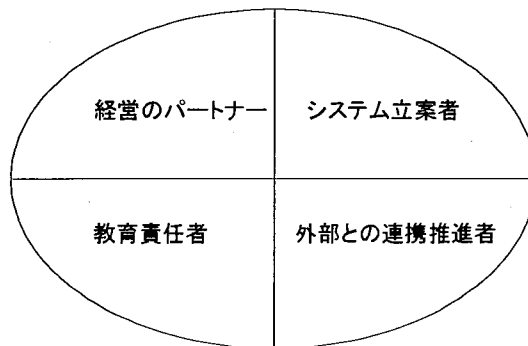 経営のパートナー
システム立案者
教育責任者
外部との連携推進者